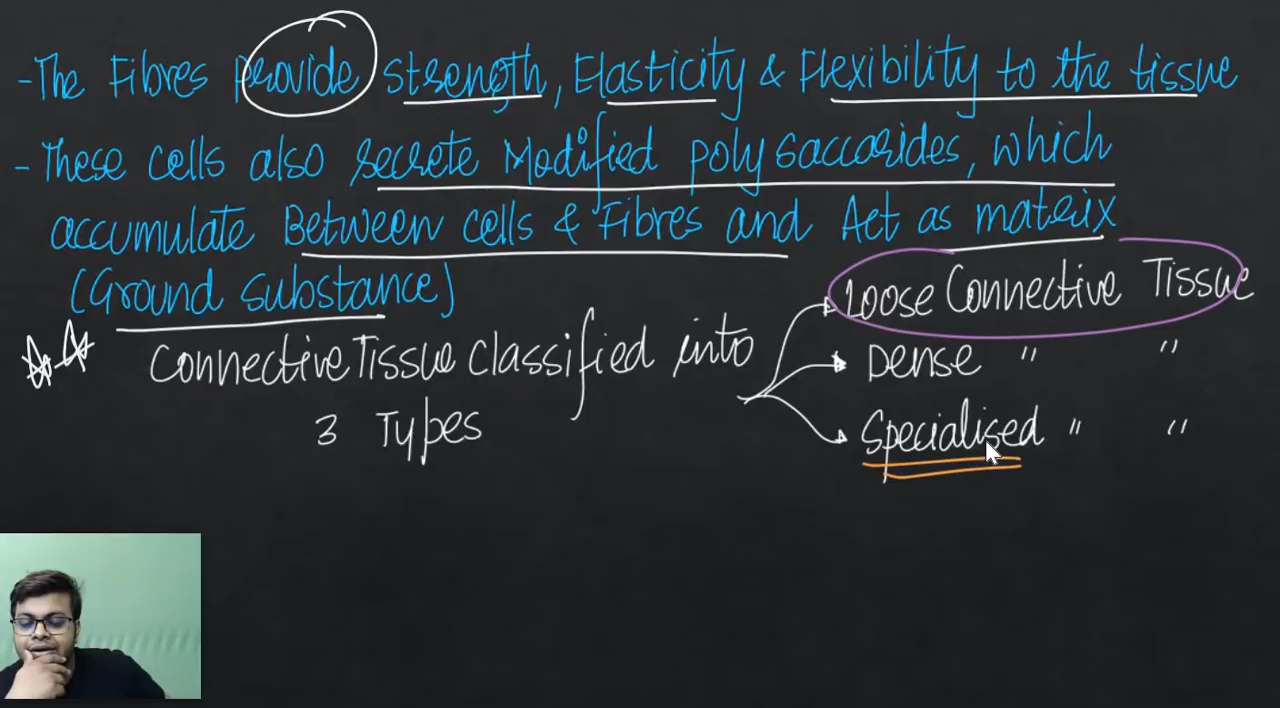 - The Fibres provide strength, Elasticity & Flexibility to the tissue
- These cells also secrete Modified polysaccarides, which
accumulate Between cells & Fibres and Act as matrix
(Ground substance)
Connective Tissue Classified into
3 Types
Loose Connective Tissue
Dense " "
Specialised " "